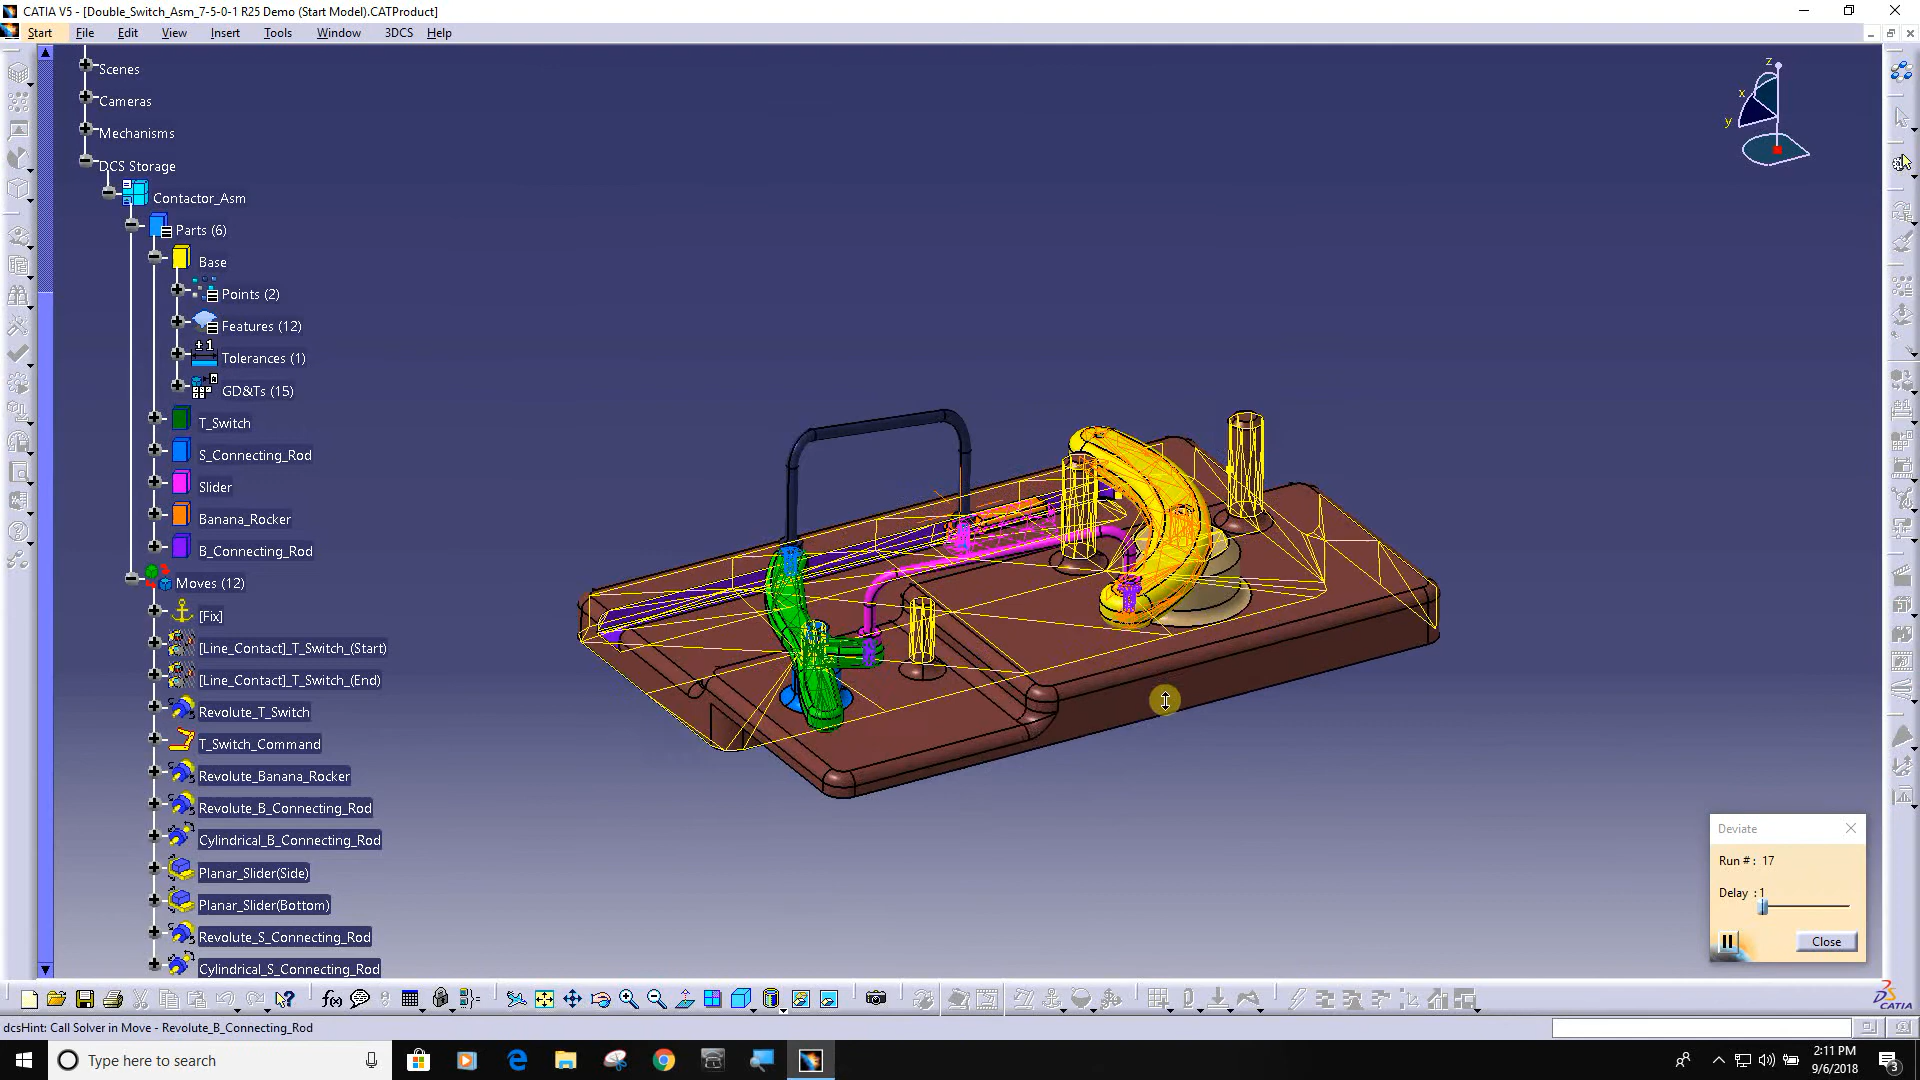 CATIA V5 - [Double_Switch_Asm_7-5-0-1 R25 Demo (Start Model).CATProduct]
Start File Edit View Insert Tools Window 3DCS Help
Scenes
Cameras
Mechanisms
DCS Storage
Contactor_Asm
Parts (6)
Base
Points (2)
Features (12)
Tolerances (1)
GD&Ts (15)
T_Switch
S_Connecting_Rod
Slider
Banana_Rocker
B_Connecting_Rod
Moves (12)
[Fix]
[Line_Contact]_T_Switch_(Start)
[Line_Contact]_T_Switch_(End)
Revolute_T_Switch
T_Switch_Command
Revolute_Banana_Rocker
Revolute_B_Connecting_Rod
Cylindrical_B_Connecting_Rod
Planar_Slider(Side)
Planar_Slider(Bottom)
Revolute_S_Connecting_Rod
Cylindrical_S_Connecting_Rod
z
x
y
Deviate
Run # : 17
Delay : 1
Close
f(x)
CATIA
dcsHint: Call Solver in Move - Revolute_B_Connecting_Rod
Type here to search
2:11 PM
9/6/2018
3